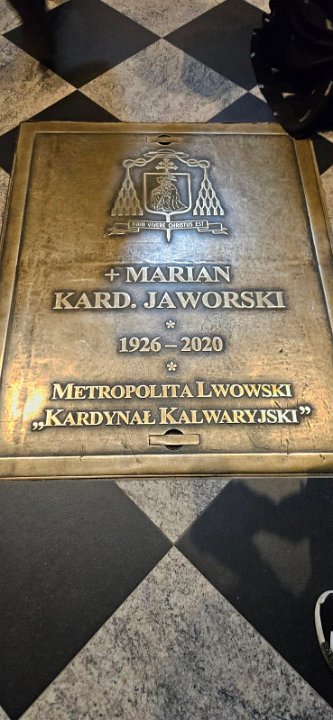 MIHI VIVERE CHRISTUS EST
+ MARIAN
KARD. JAWORSKI
*
1926 – 2020
*
METROPOLITA LWOWSKI
„KARDYNAŁ KALWARYJSKI”